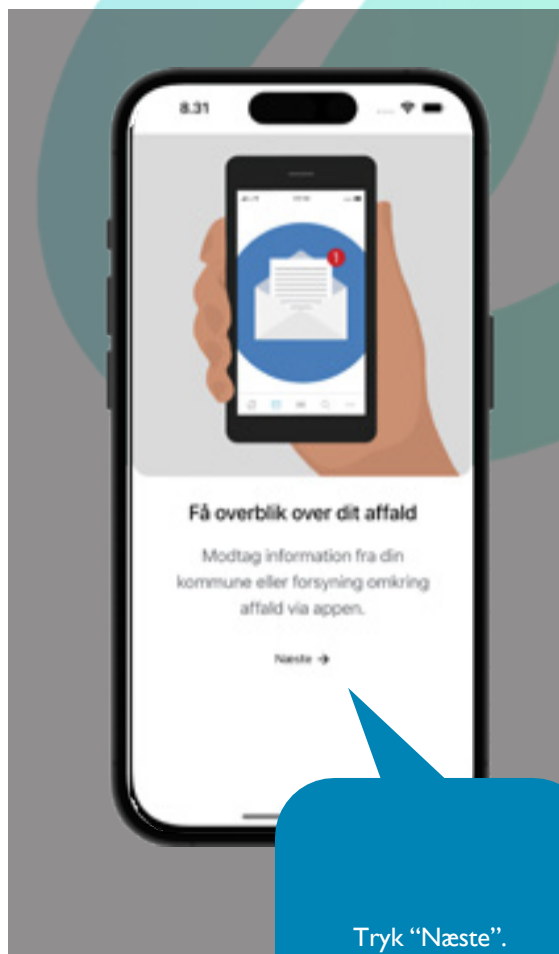 8.31
1
Få overblik over dit affald
Modtag information fra din
kommune eller forsyning omkring
affald via appen.
Næste →
Tryk “Næste”.